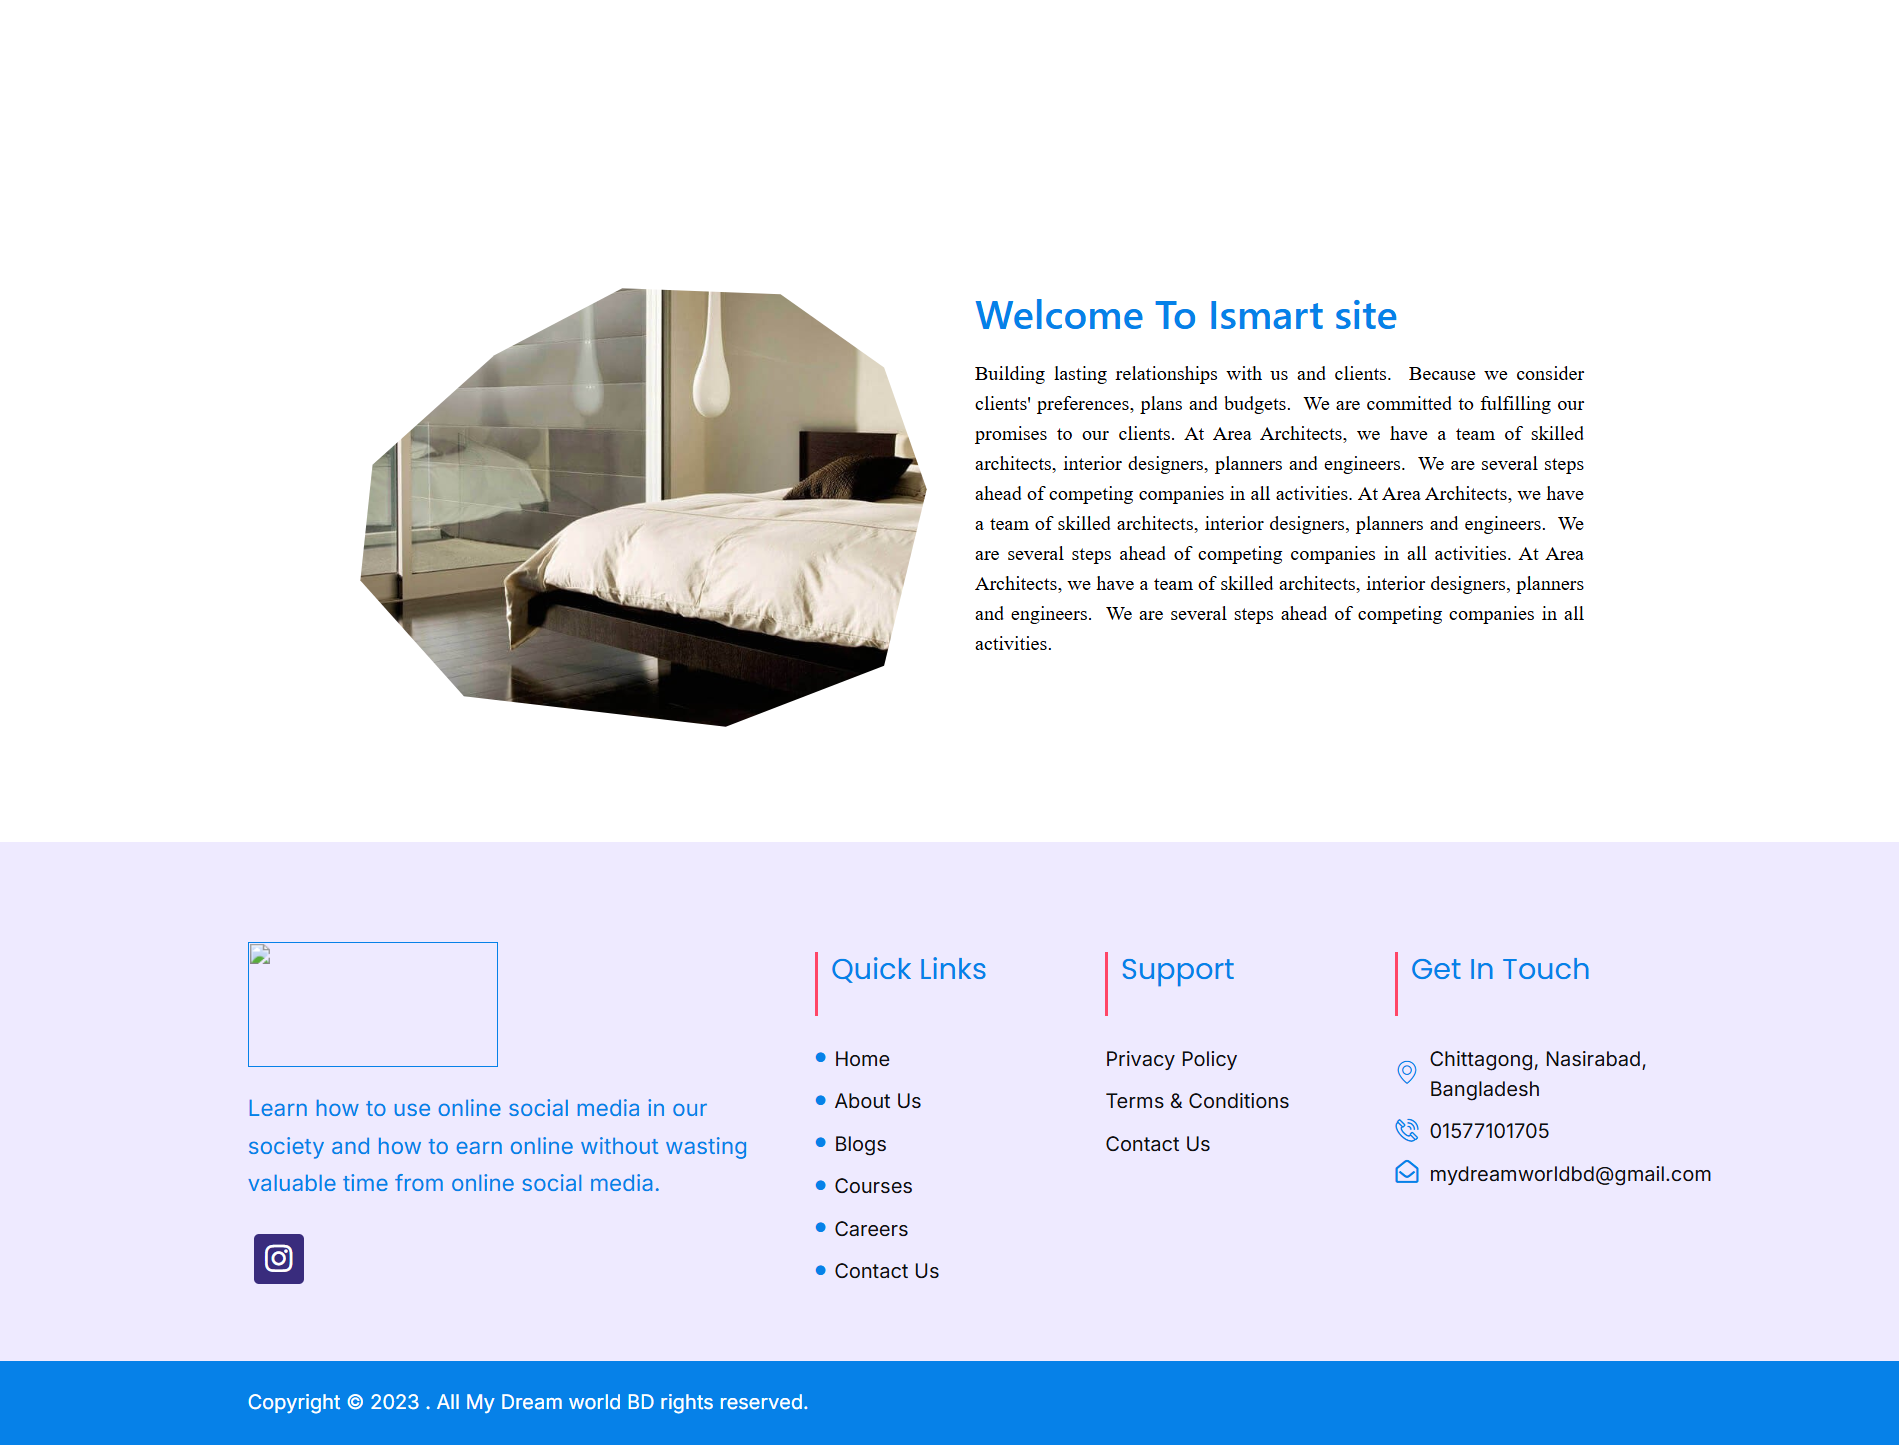 Welcome To Ismart site
Building lasting relationships with us and clients.  Because we consider
clients' preferences, plans and budgets.  We are committed to fulfilling our
promises to our clients. At Area Architects, we have a team of skilled
architects, interior designers, planners and engineers.  We are several steps
ahead of competing companies in all activities. At Area Architects, we have
a team of skilled architects, interior designers, planners and engineers.  We
are several steps ahead of competing companies in all activities. At Area
Architects, we have a team of skilled architects, interior designers, planners
and engineers.  We are several steps ahead of competing companies in all
activities.
Learn how to use online social media in our
society and how to earn online without wasting
valuable time from online social media.
Quick Links
Home
About Us
Blogs
Courses
Careers
Contact Us
Support
Privacy Policy
Terms & Conditions
Contact Us
Get In Touch
Chittagong, Nasirabad,
Bangladesh
01577101705
mydreamworldbd@gmail.com
Copyright © 2023 . All My Dream world BD rights reserved.